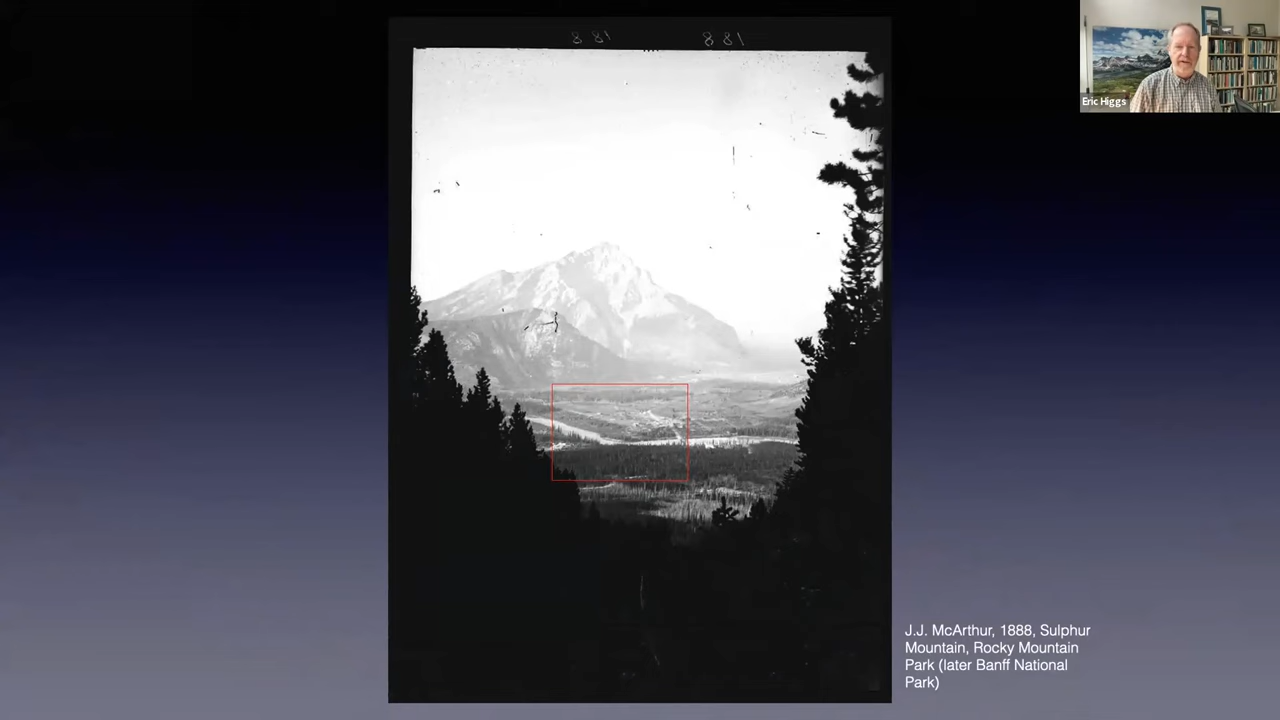 Eric Higgs
J.J. McArthur, 1888, Sulphur
Mountain, Rocky Mountain
Park (later Banff National
Park)